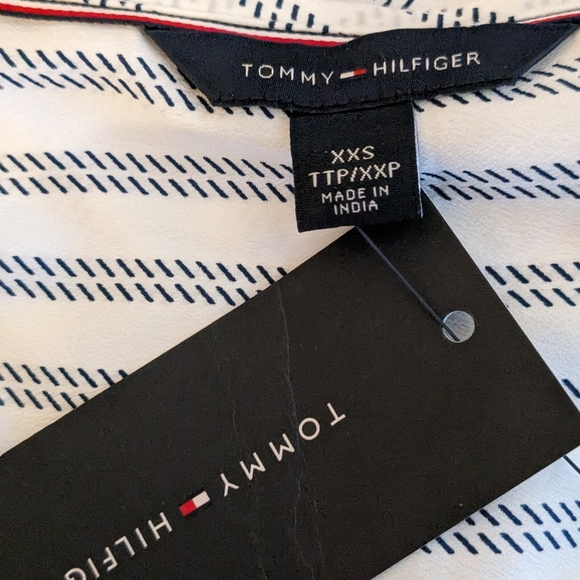 TOMMY HILFIGER
XXS
TTP/XXP
MADE IN
INDIA
TOMMY HILFIG